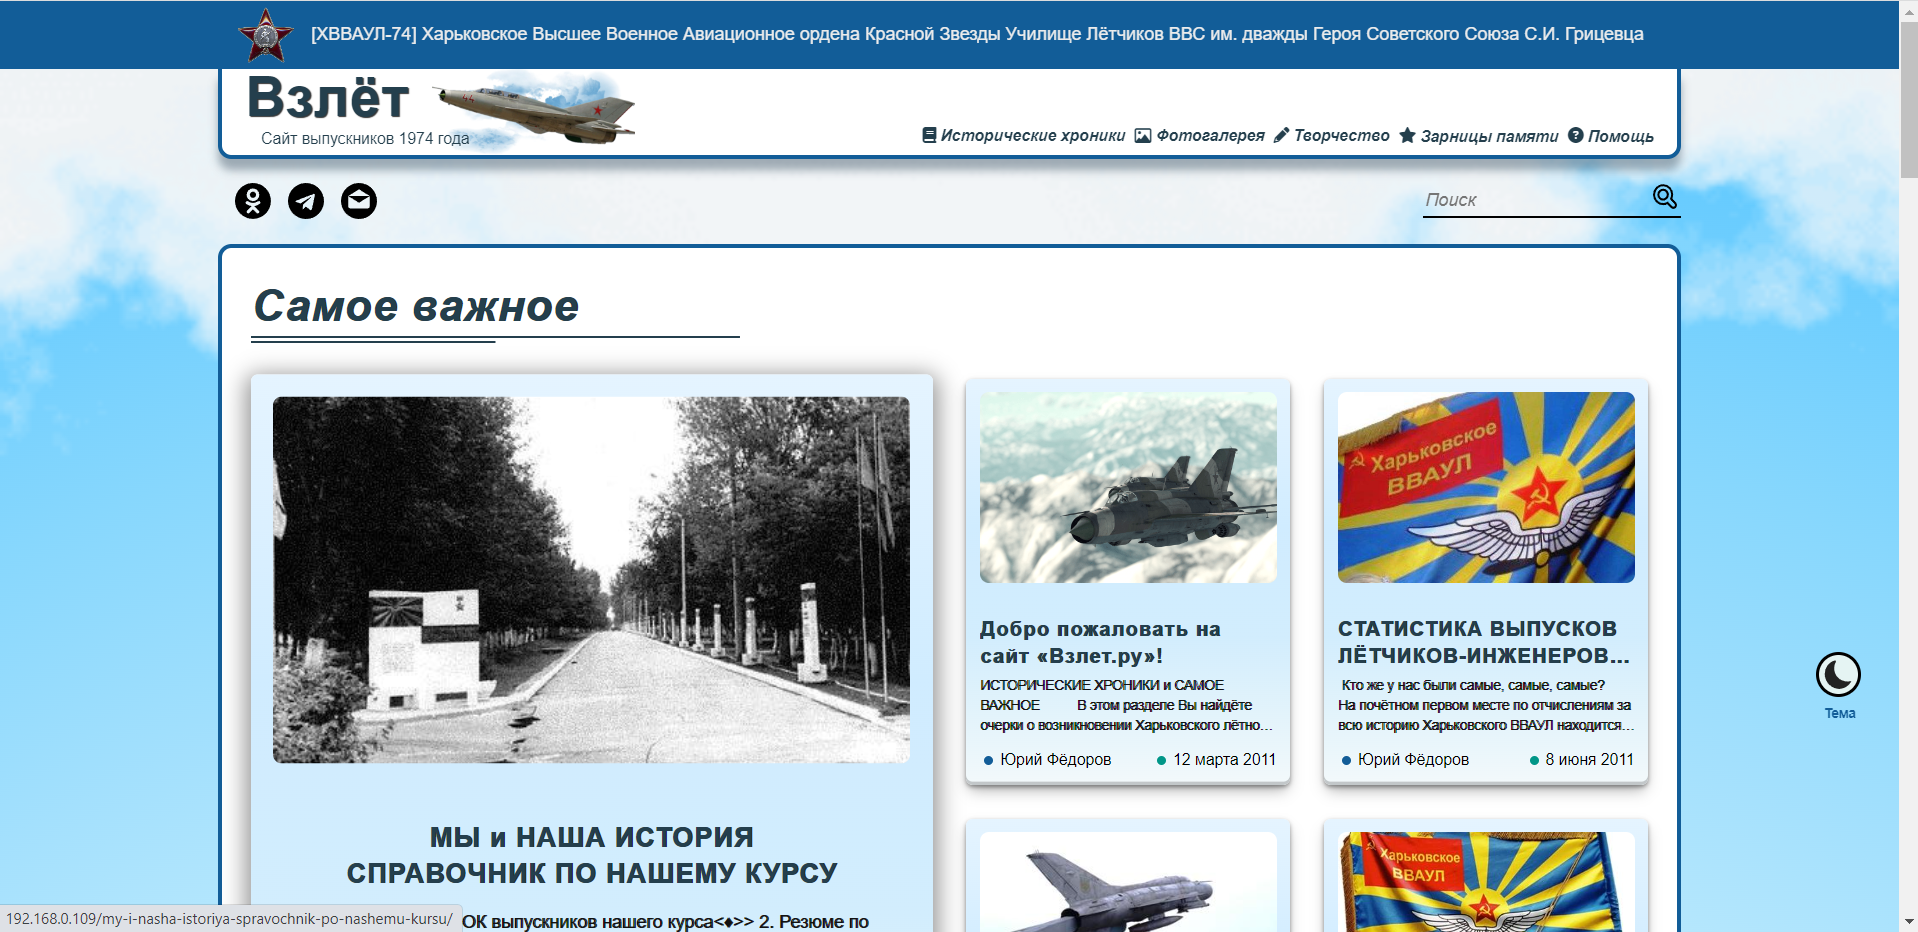 [ХВВАУЛ-74] Харьковское Высшее Военное Авиационное ордена Красной Звезды Училище Лётчиков ВВС им. дважды Героя Советского Союза С.И. Грицевца
Взлёт
44
Сайт выпускников 1974 года
Исторические хроники Фотогалерея Творчество Зарницы памяти Помощь
Поиск
Самое важное
Харьковское
ВВАУЛ
Добро пожаловать на
сайт «Взлет.ру»!
ИСТОРИЧЕСКИЕ ХРОНИКИ и САМОЕ
ВАЖНОЕ В этом разделе Вы найдёте
очерки о возникновении Харьковского лётно…
Юрий Фёдоров 12 марта 2011
СТАТИСТИКА ВЫПУСКОВ
ЛЁТЧИКОВ-ИНЖЕНЕРОВ…
Кто же у нас были самые, самые, самые?
На почётном первом месте по отчислениям за
всю историю Харьковского ВВАУЛ находится…
Юрий Фёдоров 8 июня 2011
Тема
МЫ и НАША ИСТОРИЯ
СПРАВОЧНИК ПО НАШЕМУ КУРСУ
ОК выпускников нашего курса<♦>> 2. Резюме по
Харьковское
ВВАУЛ
192.168.0.109/my-i-nasha-istoriya-spravochnik-po-nashemu-kursu/